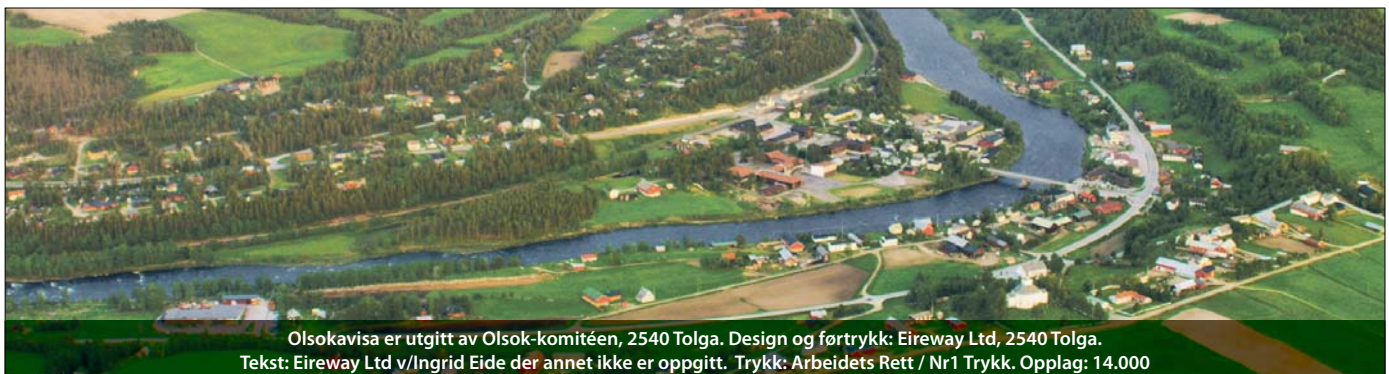 Olsokavisa er utgitt av Olsok-komitéen, 2540 Tolga. Design og førtrykk: Eireway Ltd, 2540 Tolga.
Tekst: Eireway Ltd v/Ingrid Eide der annet ikke er oppgitt. Trykk: Arbeidets Rett / Nr1 Trykk. Opplag: 14.000